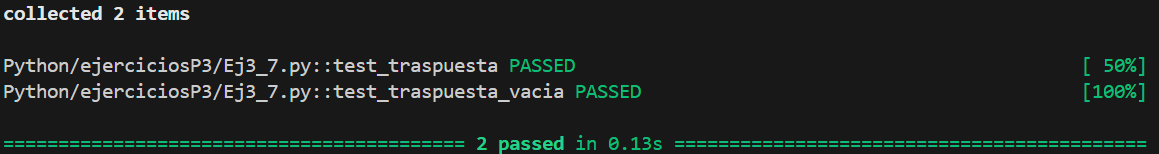 collected 2 items
Python/ejerciciosP3/Ej3_7.py::test_traspuesta PASSED [ 50%]
Python/ejerciciosP3/Ej3_7.py::test_traspuesta_vacia PASSED [100%]
========================================== 2 passed in 0.13s ===========================================